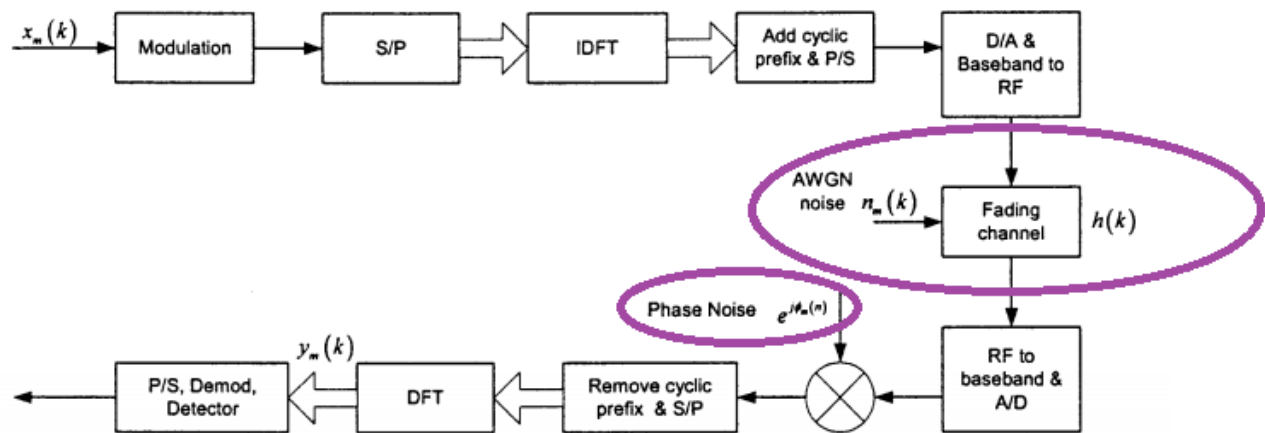 x_m(k)
Modulation
S/P
IDFT
Add cyclic
prefix & P/S
D/A &
Baseband to
RF
AWGN
noise n_m(k)
Fading
channel
h(k)
Phase Noise e^{jϕ_m(n)}
RF to
baseband &
A/D
Remove cyclic
prefix & S/P
DFT
y_m(k)
P/S, Demod,
Detector